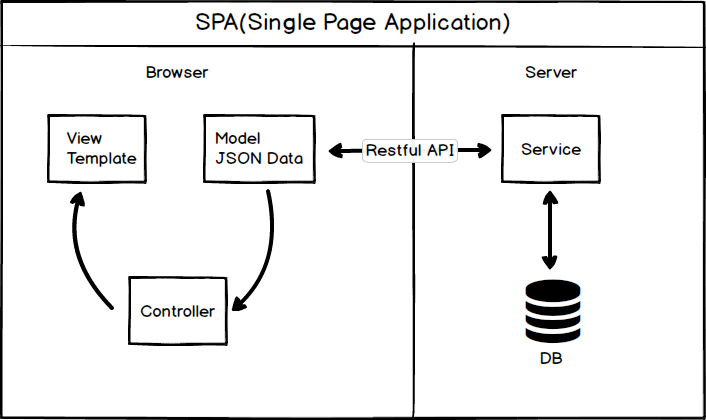 SPA(Single Page Application)
Browser
Server
View
Template
Model
JSON Data
Restful API
Service
Controller
DB